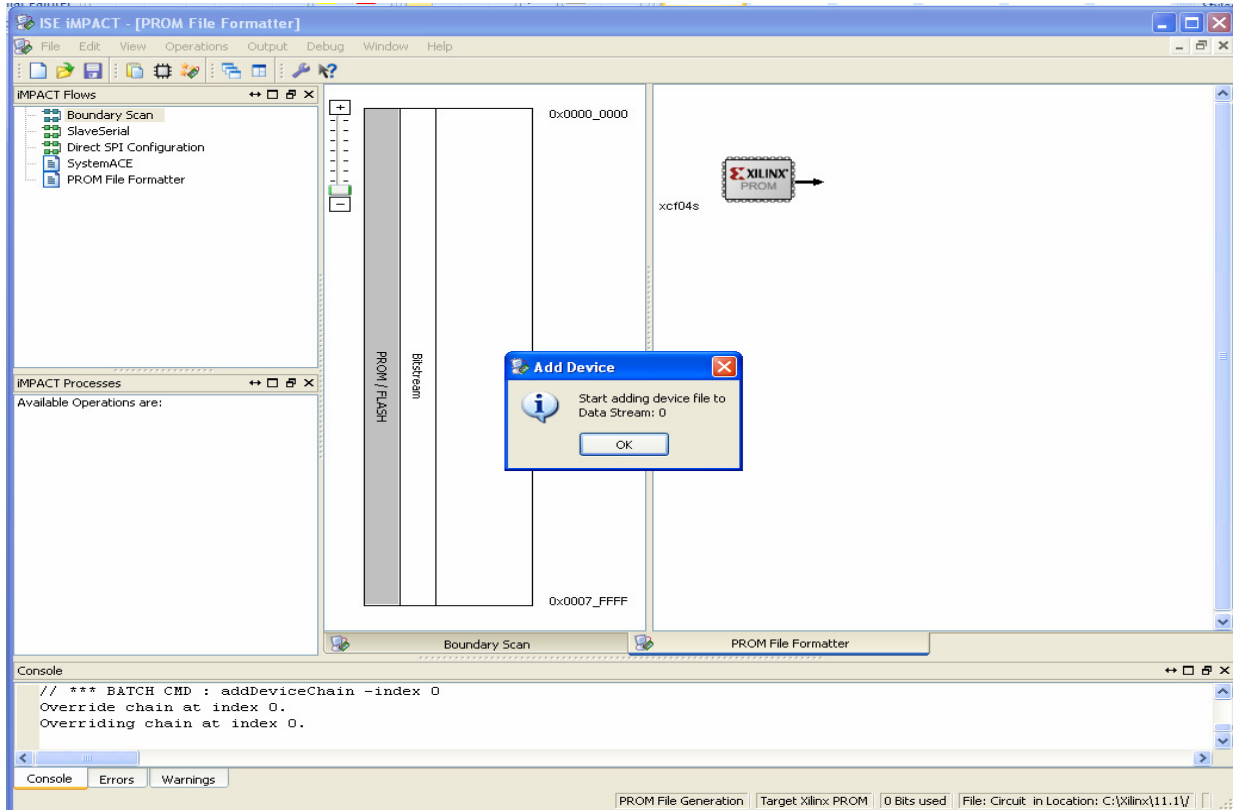 ISE iMPACT - [PROM File Formatter]
File Edit View Operations Output Debug Window Help
iMPACT Flows
Boundary Scan
SlaveSerial
Direct SPI Configuration
SystemACE
PROM File Formatter
iMPACT Processes
Available Operations are:
0x0000_0000
PROM / FLASH
Bitstream
0x0007_FFFF
XILINX
PROM
xcf04s
Add Device
Start adding device file to
Data Stream: 0
OK
Boundary Scan
PROM File Formatter
Console
// *** BATCH CMD : addDeviceChain -index 0
Override chain at index 0.
Overriding chain at index 0.
Console Errors Warnings
PROM File Generation Target Xilinx PROM 0 Bits used File: Circuit in Location: C:\Xilinx\11.1\/